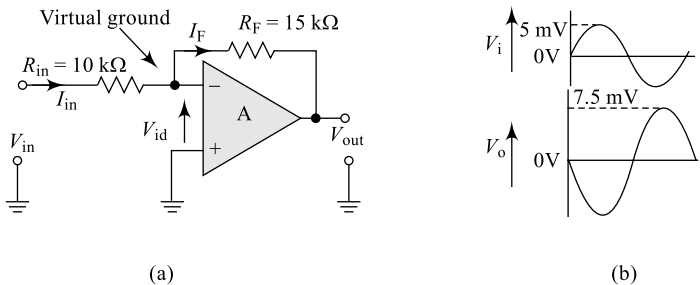 Virtual ground
I_F
R_F = 15 kΩ
R_in = 10 kΩ
I_in
−
A
V_id
+
V_in
V_out
(a)
V_i
5 mV
0V
7.5 mV
V_o
0V
(b)